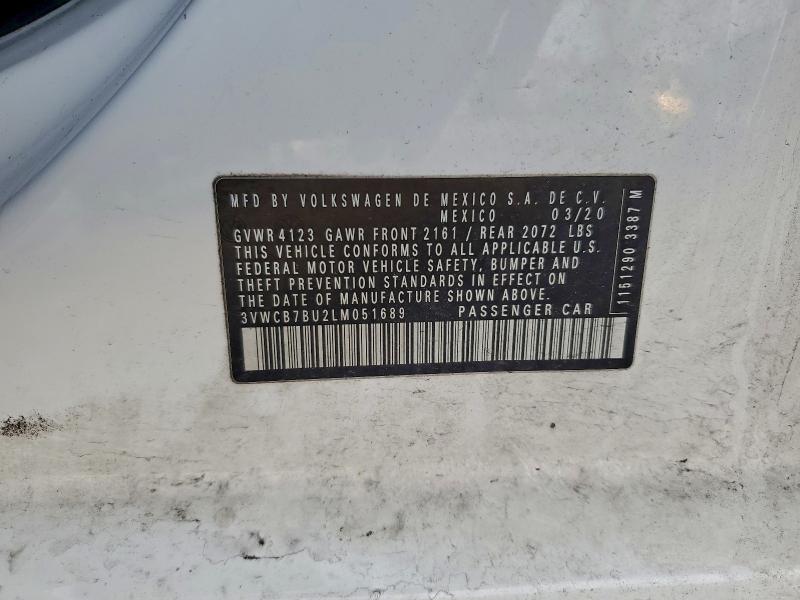 MFD BY VOLKSWAGEN DE MEXICO S.A. DE C.V.
MEXICO 03/20
GVWR 4123 GAWR FRONT 2161 / REAR 2072 LBS
THIS VEHICLE CONFORMS TO ALL APPLICABLE U.S.
FEDERAL MOTOR VEHICLE SAFETY, BUMPER AND
THEFT PREVENTION STANDARDS IN EFFECT ON
THE DATE OF MANUFACTURE SHOWN ABOVE.
3VWCB7BU2LM051689 PASSENGER CAR
1151290 3387 M